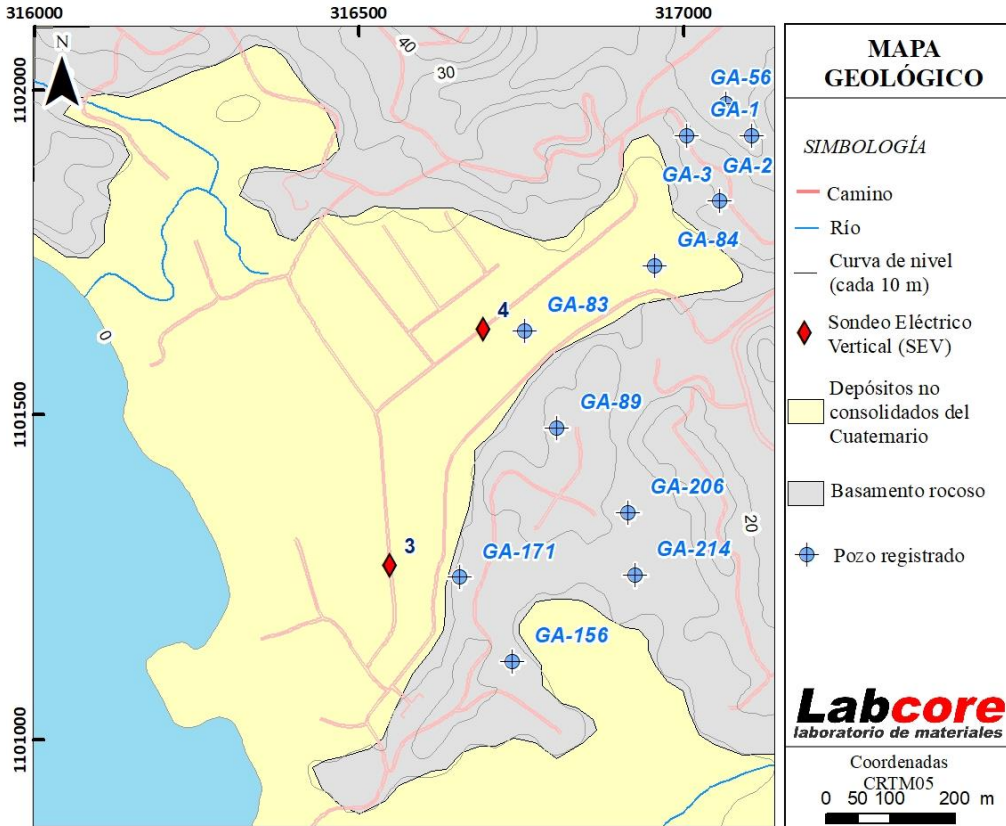 316000
316500
317000
1102000
1101500
1101000
N
40
30
20
0
20
GA-56
GA-1
GA-2
GA-3
GA-84
GA-83
4
GA-89
GA-206
GA-214
GA-171
3
GA-156
MAPA
GEOLÓGICO
SIMBOLOGÍA
Camino
Río
Curva de nivel
(cada 10 m)
Sondeo Eléctrico
Vertical (SEV)
Depósitos no
consolidados del
Cuaternario
Basamento rocoso
Pozo registrado
Labcore
laboratorio de materiales
Coordenadas
CRTM05
0 50 100 200 m